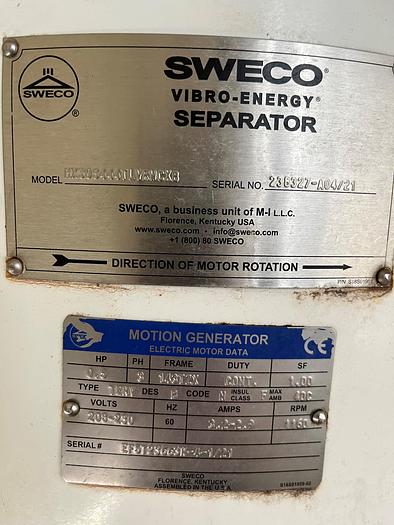 SWECO®
SWECO
®
VIBRO-ENERGY®
SEPARATOR
MODEL
SERIAL NO. 236327-A04/21
SWECO, a business unit of M-I L.L.C.
Florence, Kentucky USA
www.sweco.com · info@sweco.com
+1 (800) 80 SWECO
DIRECTION OF MOTOR ROTATION
MOTION GENERATOR
CE
ELECTRIC MOTOR DATA
HP PH FRAME DUTY SF
CONT. 1.00
TYPE DES CODE INSUL CLASS F MAX AMB 40C
VOLTS HZ AMPS RPM
208-230 60 1160
SERIAL#
SWECO
FLORENCE, KENTUCKY
ASSEMBLED IN THE U.S.A.